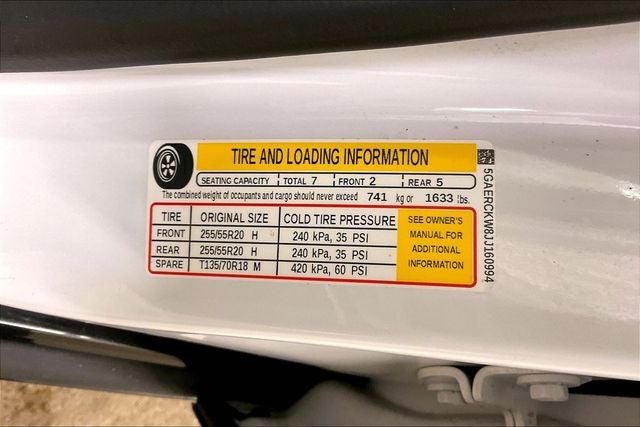 TIRE AND LOADING INFORMATION
SEATING CAPACITY TOTAL 7 FRONT 2 REAR 5
The combined weight of occupants and cargo should never exceed 741 kg or 1633 lbs.
TIRE ORIGINAL SIZE COLD TIRE PRESSURE
FRONT 255/55R20 H 240 kPa, 35 PSI
REAR 255/55R20 H 240 kPa, 35 PSI
SPARE T135/70R18 M 420 kPa, 60 PSI
SEE OWNER'S
MANUAL FOR
ADDITIONAL
INFORMATION
5GAERCKW8JJ160994